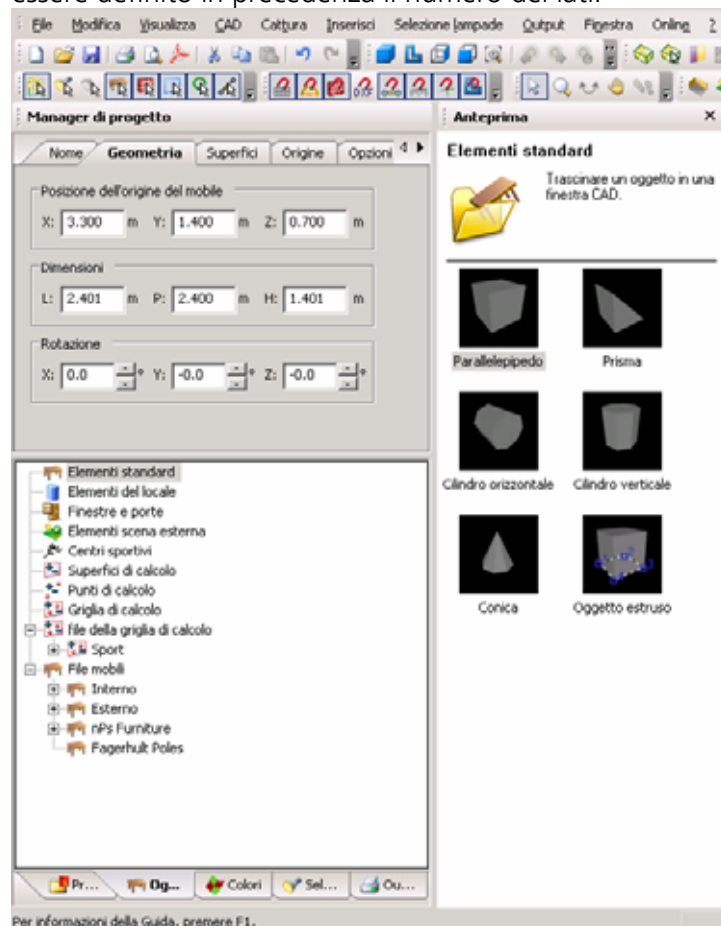 essere definito in precedenza il numero dei lati.
File Modifica Visualizza CAD Cattura Inserisci Selezione lampade Output Finestra Online ?
Manager di progetto
Nome Geometria Superfici Origine Opzioni
Posizione dell'origine del mobile
X: 3.300 m Y: 1.400 m Z: 0.700 m
Dimensioni
L: 2.401 m P: 2.400 m H: 1.401 m
Rotazione
X: 0.0 ° Y: -0.0 ° Z: -0.0 °
Elementi standard
Elementi del locale
Finestre e porte
Elementi scena esterna
Centri sportivi
Superfici di calcolo
Punti di calcolo
Griglia di calcolo
file della griglia di calcolo
Sport
File mobili
Interno
Esterno
nPs Furniture
Fagerhult Poles
Pr... Og... Colori Sel... Ou...
Per informazioni della Guida, premere F1.
Anteprima
Elementi standard
Trascinare un oggetto in una
finestra CAD.
Parallelepipedo Prisma
Cilindro orizzontale Cilindro verticale
Conica Oggetto estruso